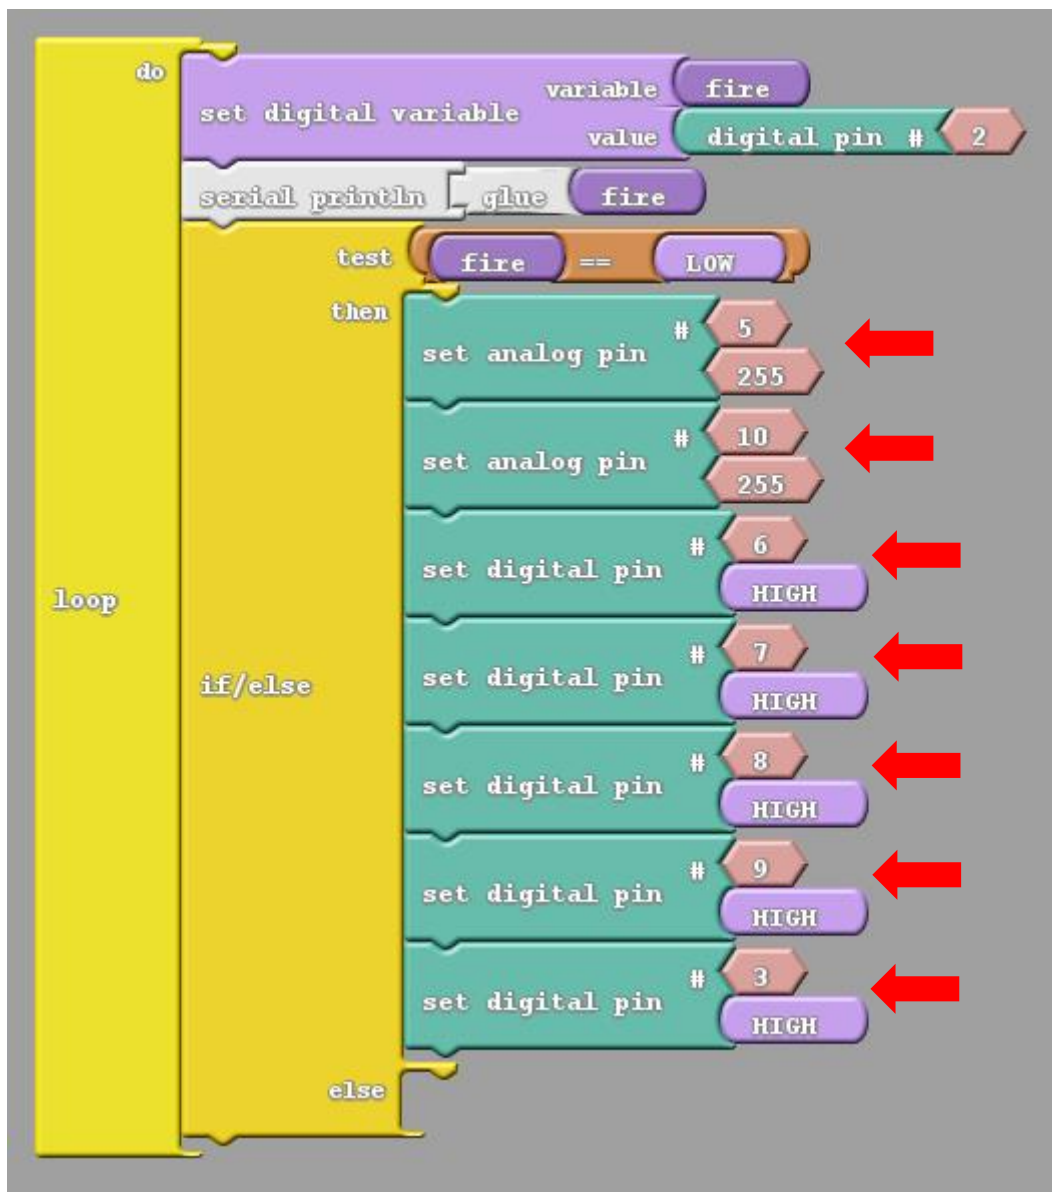 do
set digital variable
variable fire
value digital pin # 2
serial println glue fire
test fire == LOW
then
set analog pin # 5
255
set analog pin # 10
255
set digital pin # 6
HIGH
loop
if/else
set digital pin # 7
HIGH
set digital pin # 8
HIGH
set digital pin # 9
HIGH
set digital pin # 3
HIGH
else